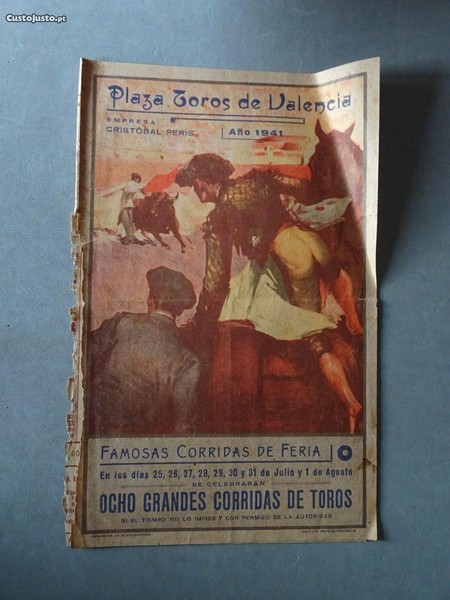 CustoJusto.pt
Plaza Toros de Valencia
EMPRESA:
CRISTÓBAL PERIS
Año 1941
FAMOSAS CORRIDAS DE FERIA
En los días 25, 26, 27, 28, 29, 30 y 31 de Julio y 1 de Agosto
SE CELEBRARÁN
OCHO GRANDES CORRIDAS DE TOROS
SI EL TIEMPO NO LO IMPIDE Y CON PERMISO DE LA AUTORIDAD